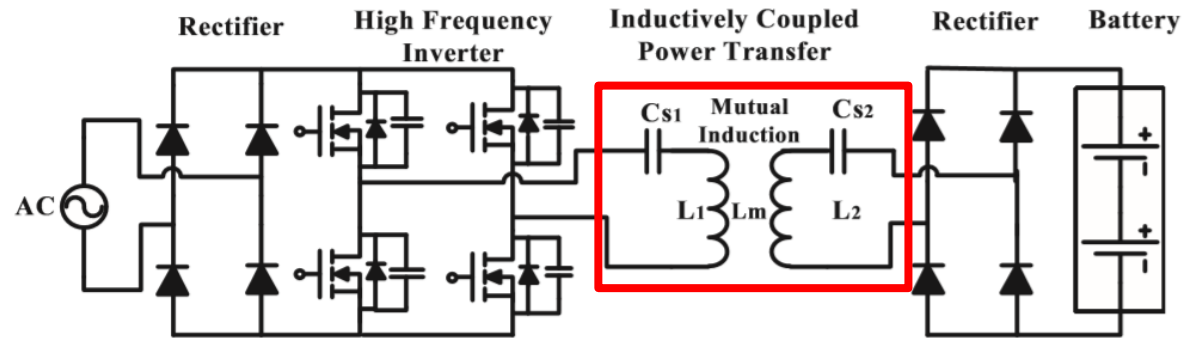 Rectifier
High Frequency
Inverter
Inductively Coupled
Power Transfer
Rectifier
Battery
Cs1
Mutual
Induction
Cs2
AC
L1
Lm
L2
+
+